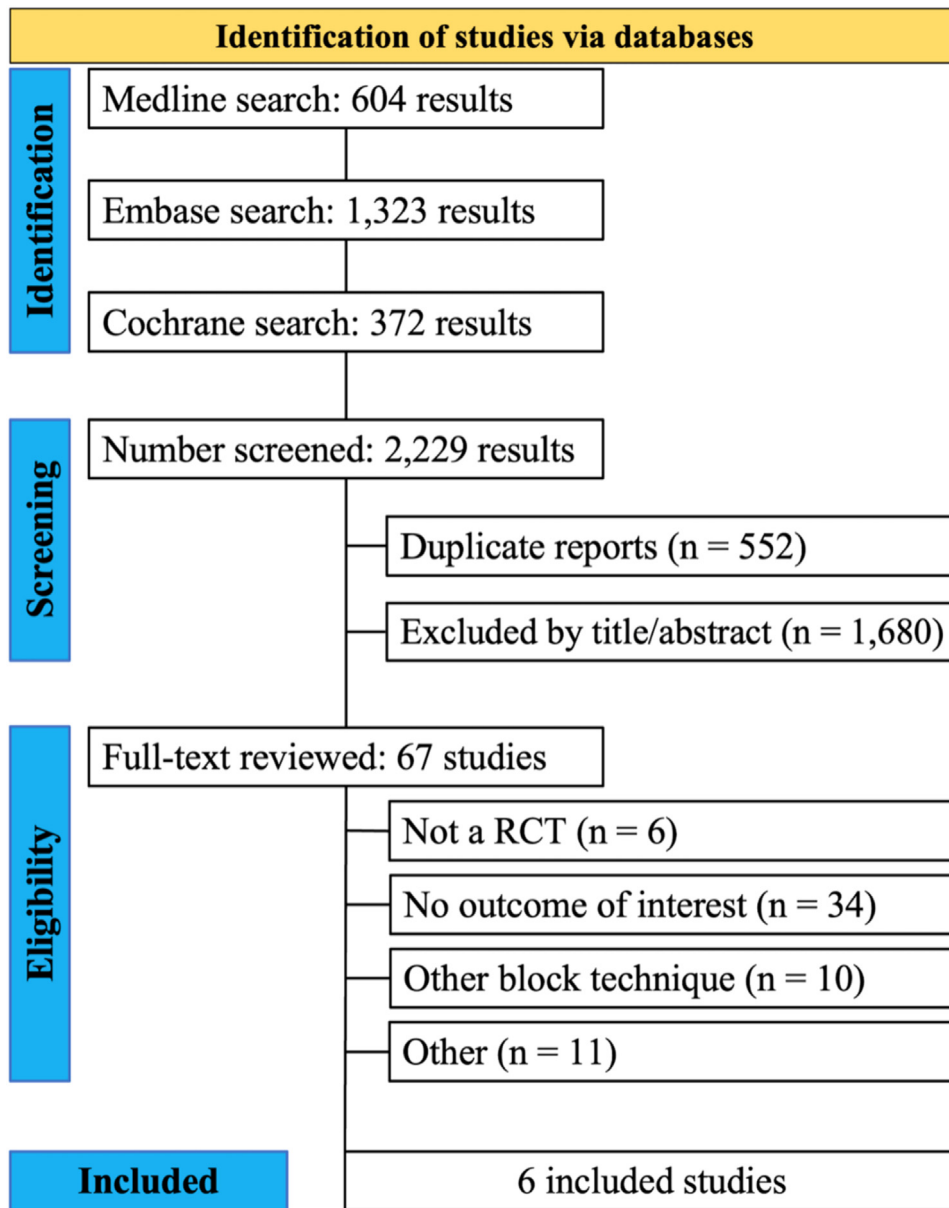 Identification of studies via databases
Identification
Medline search: 604 results
Embase search: 1,323 results
Cochrane search: 372 results
Screening
Number screened: 2,229 results
Duplicate reports (n = 552)
Excluded by title/abstract (n = 1,680)
Eligibility
Full-text reviewed: 67 studies
Not a RCT (n = 6)
No outcome of interest (n = 34)
Other block technique (n = 10)
Other (n = 11)
Included
6 included studies